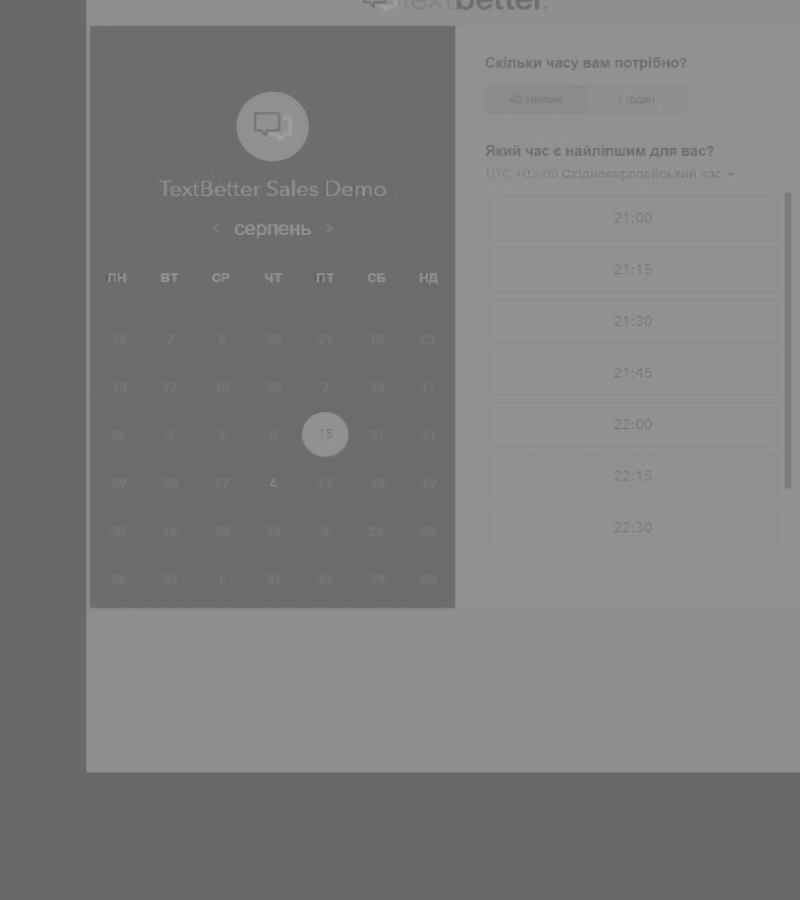 textbetter.
TextBetter Sales Demo
‹ серпень ›
ПН ВТ СР ЧТ ПТ СБ НД
14 7 5 20 21 18 23
13 17 10 20 7 14 17
26 2 7 8 15 21 21
29 28 27 4 17 13 19
30 16 20 19 8 24 25
26 21 1 31 21 29 28
Скільки часу вам потрібно?
40 хвилин 1 годин
Який час є найліпшим для вас?
UTC +03:00 Східноєвропейський час
21:00
21:15
21:30
21:45
22:00
22:15
22:30